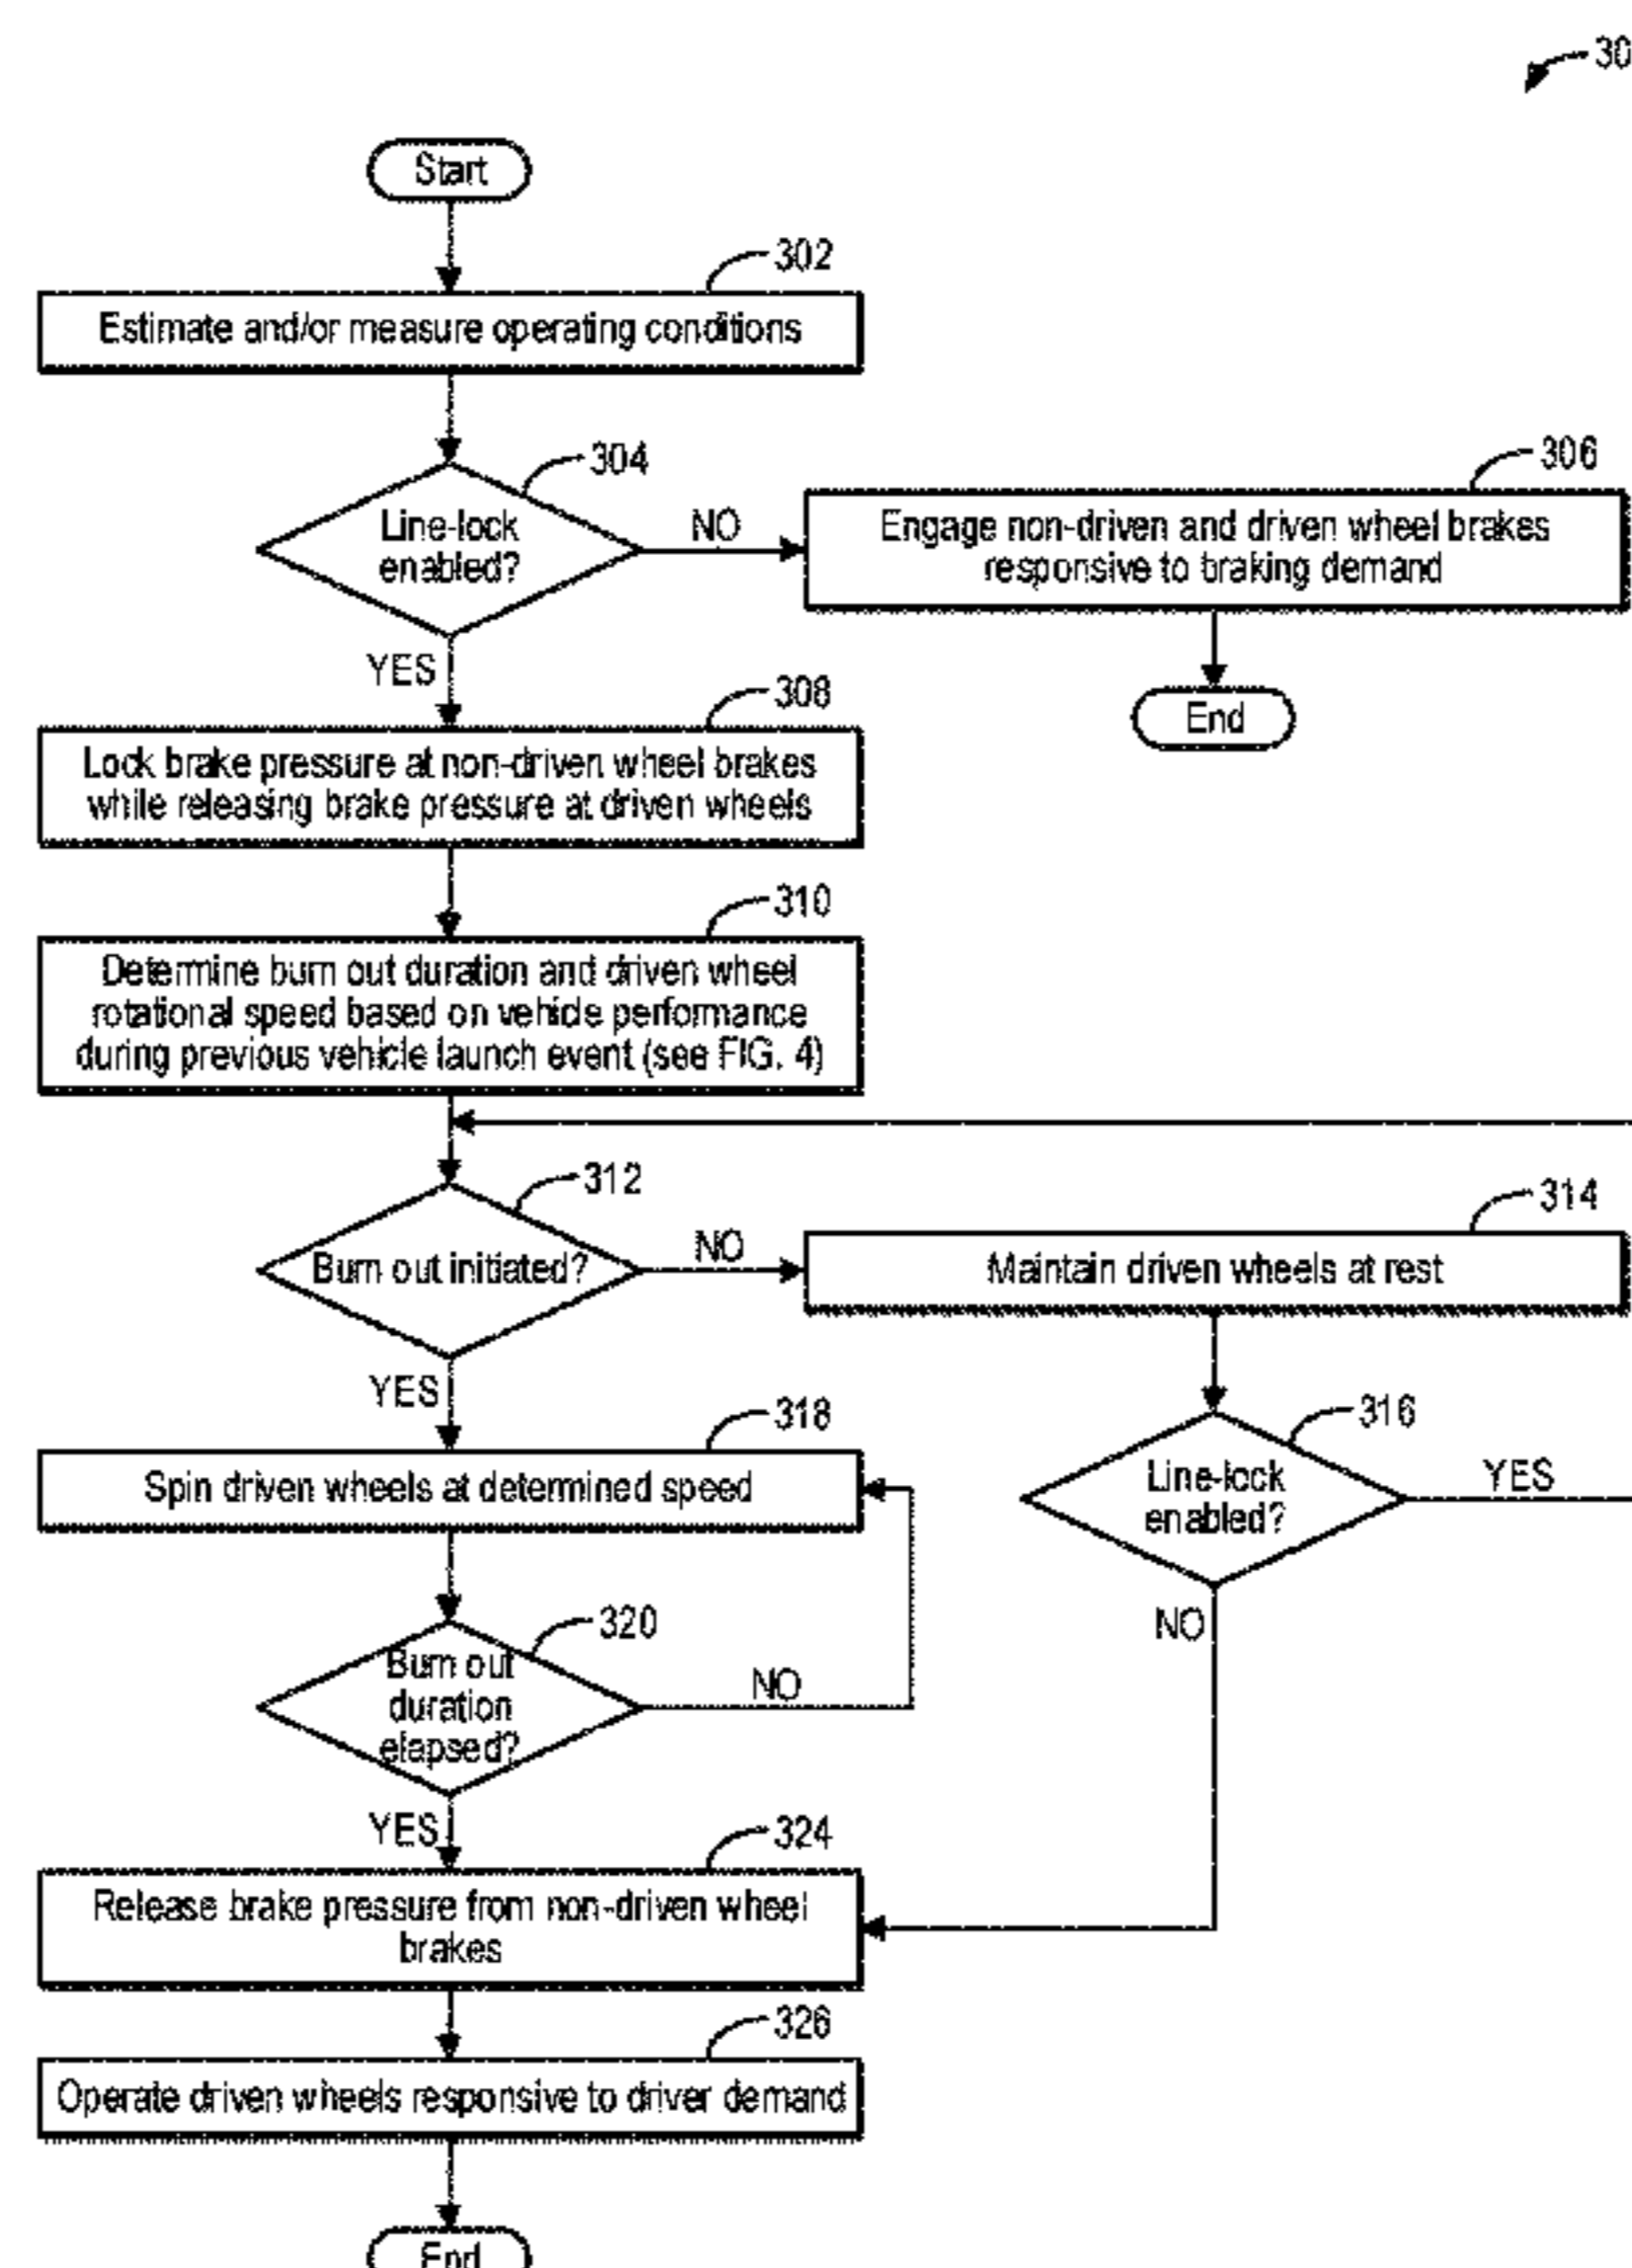 30
Start
302
Estimate and/or measure operating conditions
304
Line-lock
enabled?
NO
306
Engage non-driven and driven wheel brakes
responsive to braking demand
End
YES
308
Lock brake pressure at non-driven wheel brakes
while releasing brake pressure at driven wheels
310
Determine burn out duration and driven wheel
rotational speed based on vehicle performance
during previous vehicle launch event (see FIG. 4)
312
Burn out initiated?
NO
314
Maintain driven wheels at rest
YES
316
Line-lock
enabled?
YES
NO
318
Spin driven wheels at determined speed
320
Burn out
duration
elapsed?
NO
YES
324
Release brake pressure from non-driven wheel
brakes
326
Operate driven wheels responsive to driver demand
End